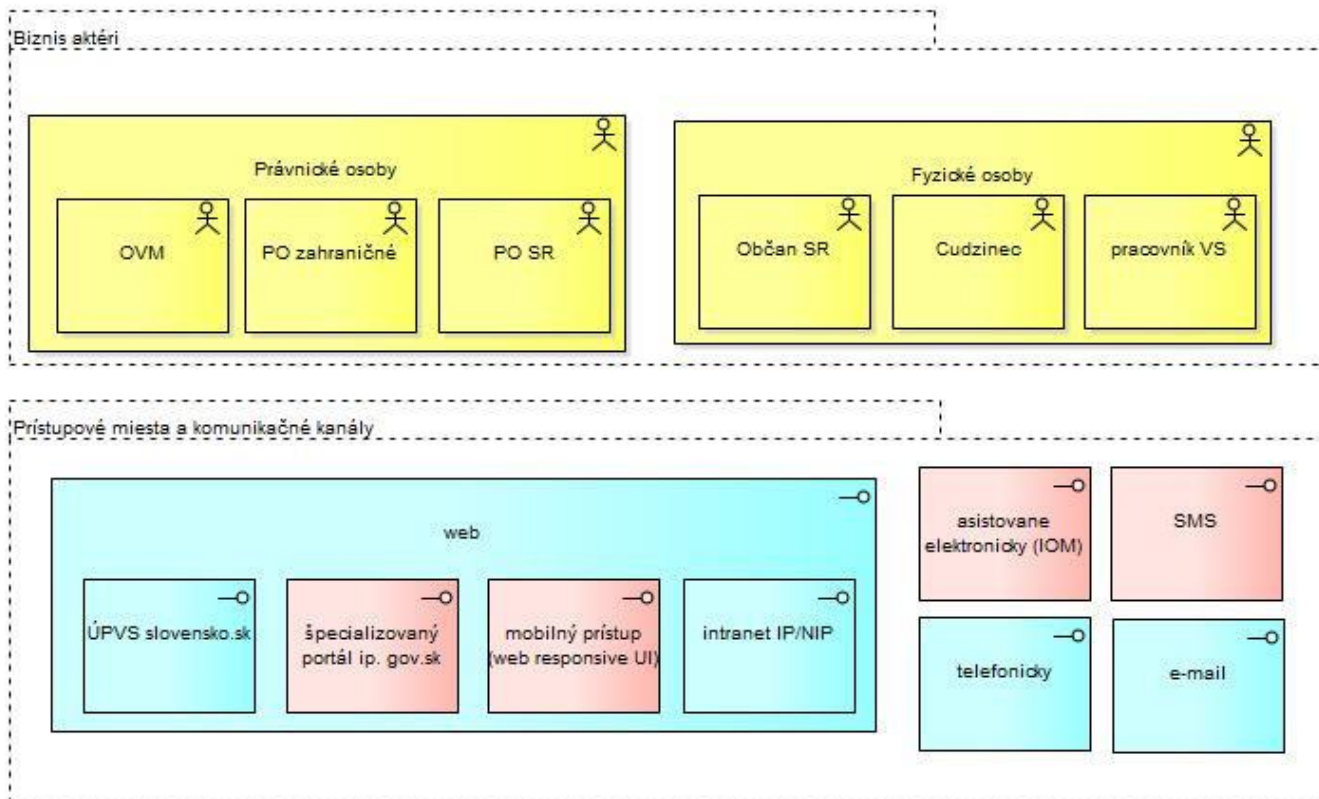 Biznis aktéri
Právnické osoby
OVM
PO zahraničné
PO SR
Fyzické osoby
Občan SR
Cudzinec
pracovník VS
Prístupové miesta a komunikačné kanály
web
ÚPVS slovensko.sk
špecializovaný
portál ip. gov.sk
mobilný prístup
(web responsive UI)
intranet IP/NIP
asistovane
elektronicky (IOM)
SMS
telefonicky
e-mail